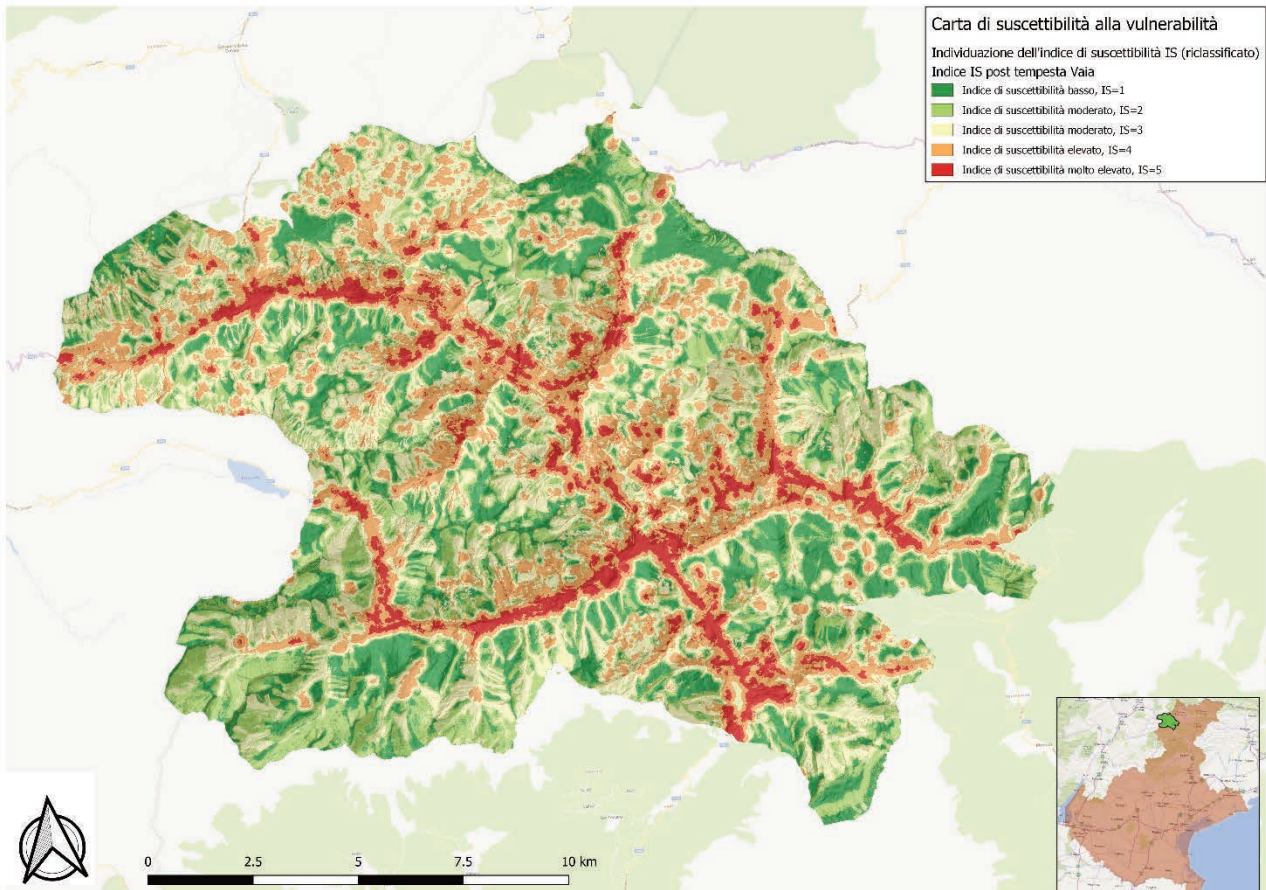 Carta di suscettibilità alla vulnerabilità
Individuazione dell'indice di suscettibilità IS (riclassificato)
Indice IS post tempesta Vaia
Indice di suscettibilità basso, IS=1
Indice di suscettibilità moderato, IS=2
Indice di suscettibilità moderato, IS=3
Indice di suscettibilità elevato, IS=4
Indice di suscettibilità molto elevato, IS=5
0 2.5 5 7.5 10 km